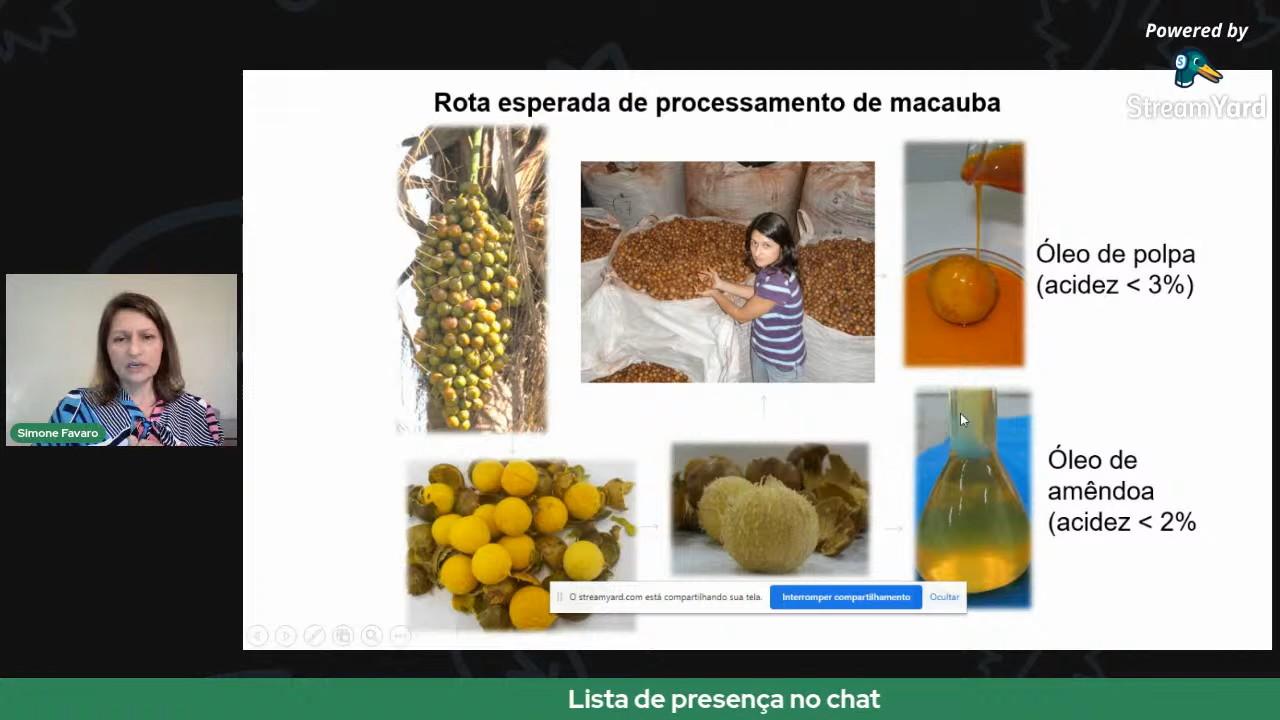 Powered by
StreamYard
Rota esperada de processamento de macauba
Óleo de polpa
(acidez < 3%)
Óleo de
amêndoa
(acidez < 2%
Simone Favaro
O streamyard.com está compartilhando sua tela.
Interromper compartilhamento
Ocultar
Lista de presença no chat